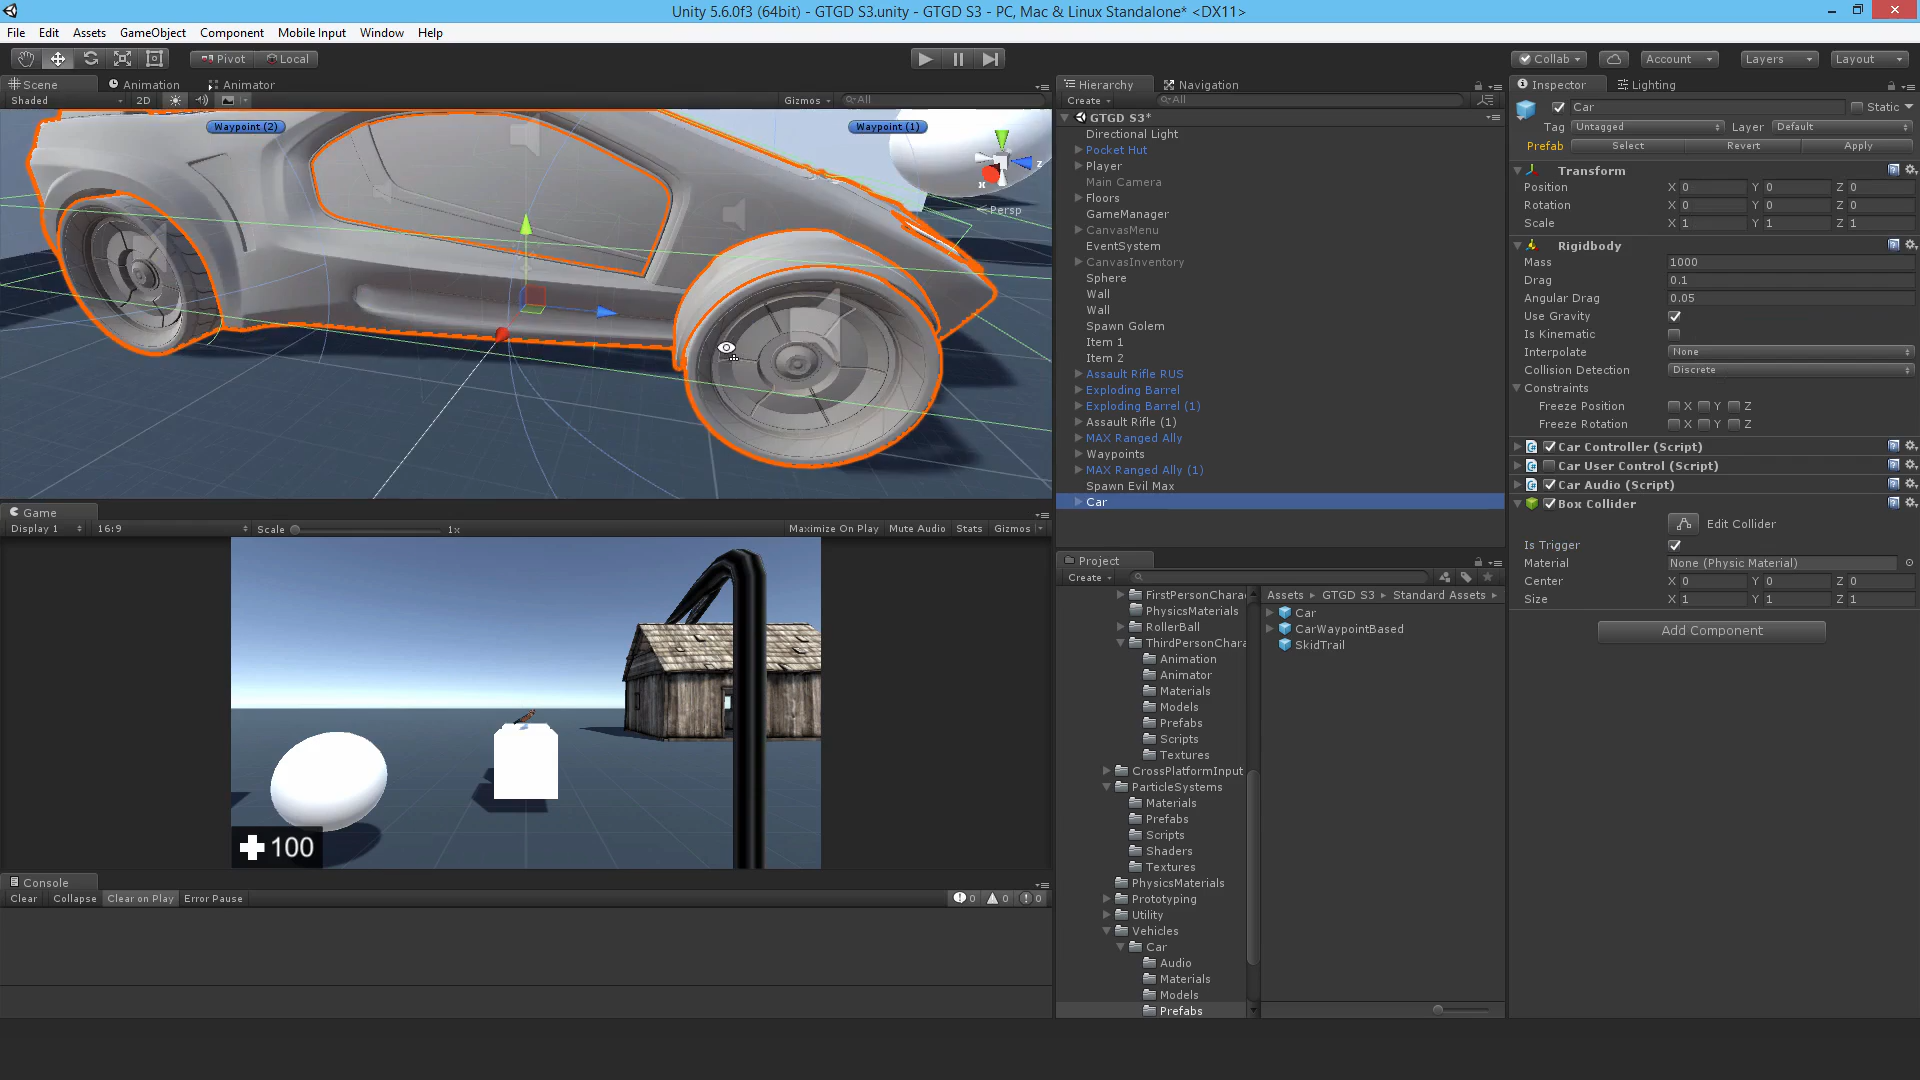 Unity 5.6.0f3 (64bit) - GTGD S3.unity - GTGD S3 - PC, Mac & Linux Standalone* <DX11>
File Edit Assets GameObject Component Mobile Input Window Help
Pivot Local
Collab Account Layers Layout
Scene Animation Animator
Shaded 2D Gizmos All
Waypoint (2)
Waypoint (1)
z
x
Persp
Game
Display 1 16:9 Scale 1x Maximize On Play Mute Audio Stats Gizmos
100
Console
Clear Collapse Clear on Play Error Pause 0 0 0
Hierarchy Navigation
Create All
GTGD S3*
Directional Light
Pocket Hut
Player
Main Camera
Floors
GameManager
CanvasMenu
EventSystem
CanvasInventory
Sphere
Wall
Wall
Spawn Golem
Item 1
Item 2
Assault Rifle RUS
Exploding Barrel
Exploding Barrel (1)
Assault Rifle (1)
MAX Ranged Ally
Waypoints
MAX Ranged Ally (1)
Spawn Evil Max
Car
Project
Create
FirstPersonChara
PhysicsMaterials
RollerBall
ThirdPersonChara
Animation
Animator
Materials
Models
Prefabs
Scripts
Textures
CrossPlatformInput
ParticleSystems
Materials
Prefabs
Scripts
Shaders
Textures
PhysicsMaterials
Prototyping
Utility
Vehicles
Car
Audio
Materials
Models
Prefabs
Assets GTGD S3 Standard Assets
Car
CarWaypointBased
SkidTrail
Inspector Lighting
Car Static
Tag Untagged Layer Default
Prefab Select Revert Apply
Transform
Position X 0 Y 0 Z 0
Rotation X 0 Y 0 Z 0
Scale X 1 Y 1 Z 1
Rigidbody
Mass 1000
Drag 0.1
Angular Drag 0.05
Use Gravity
Is Kinematic
Interpolate None
Collision Detection Discrete
Constraints
Freeze Position X Y Z
Freeze Rotation X Y Z
Car Controller (Script)
Car User Control (Script)
Car Audio (Script)
Box Collider
Edit Collider
Is Trigger
Material None (Physic Material)
Center X 0 Y 0 Z 0
Size X 1 Y 1 Z 1
Add Component